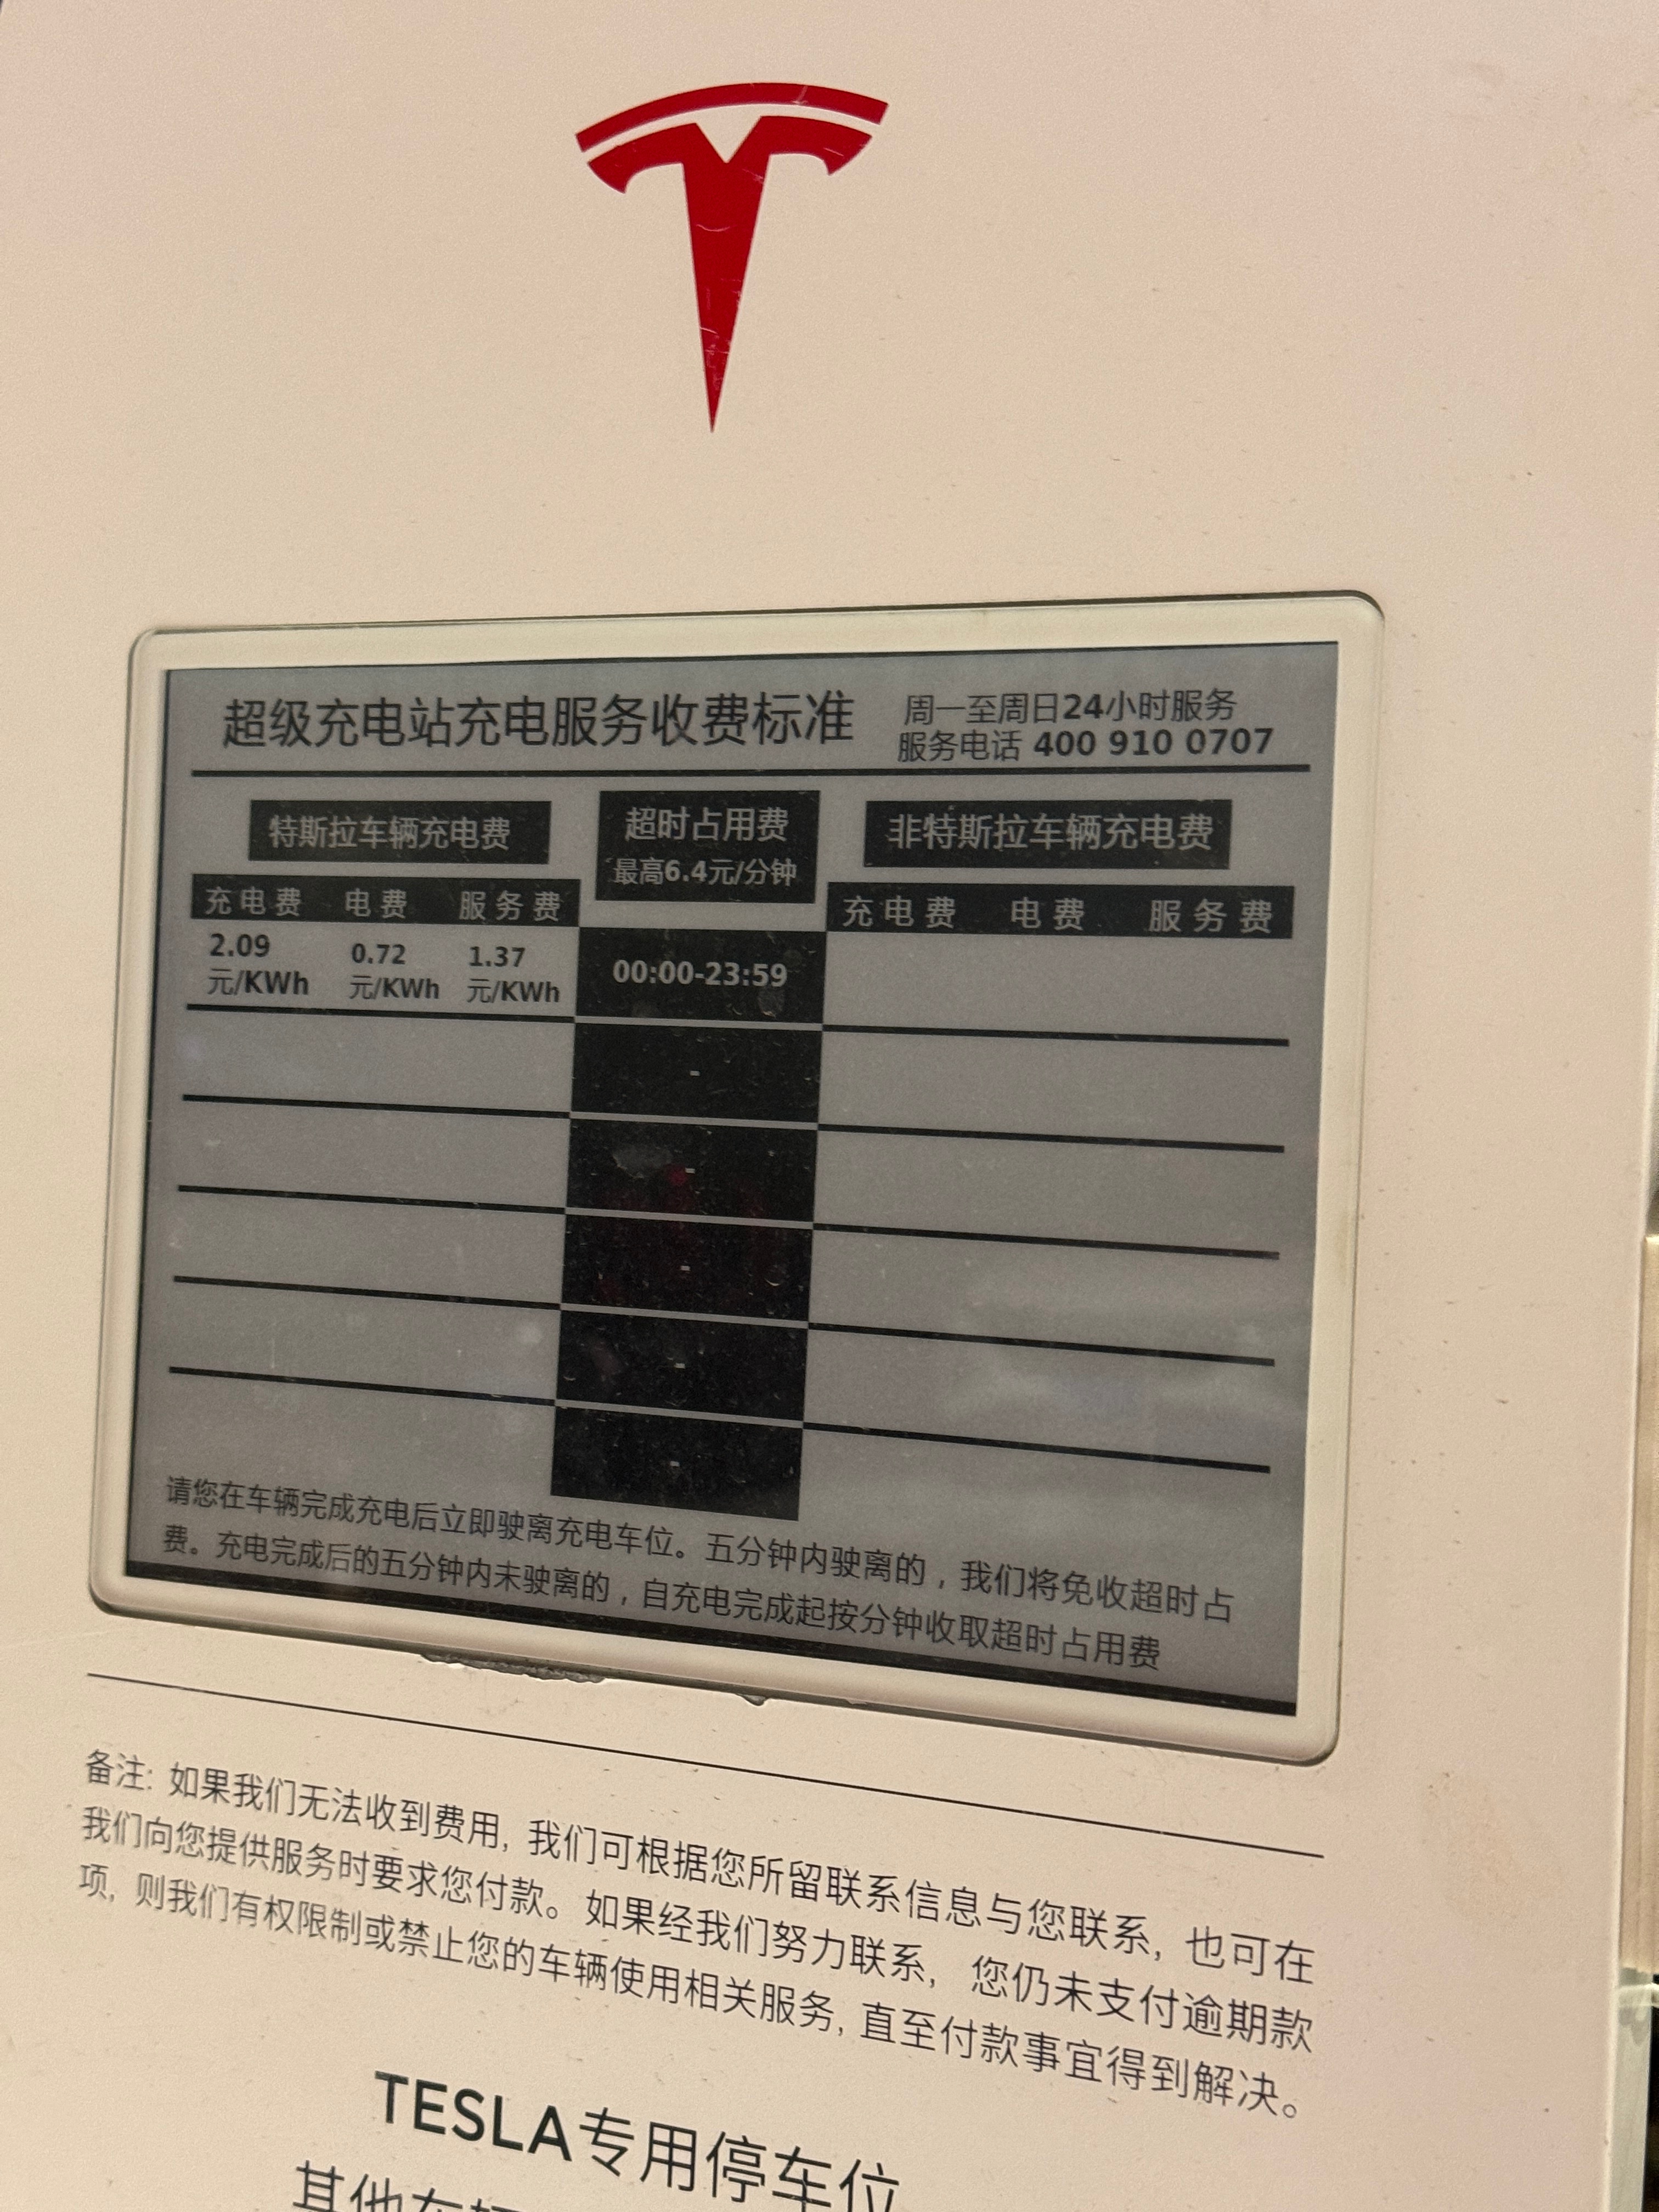 超级充电站充电服务收费标准
周一至周日24小时服务
服务电话 400 910 0707
特斯拉车辆充电费
超时占用费
最高6.4元/分钟
非特斯拉车辆充电费
充电费 电费 服务费
充电费 电费 服务费
2.09 0.72 1.37
元/KWh 元/KWh 元/KWh
00:00-23:59
-
-
-
-
-
请您在车辆完成充电后立即驶离充电车位。五分钟内驶离的，我们将免收超时占
费。充电完成后的五分钟内未驶离的，自充电完成起按分钟收取超时占用费
备注: 如果我们无法收到费用, 我们可根据您所留联系信息与您联系, 也可在
我们向您提供服务时要求您付款。如果经我们努力联系, 您仍未支付逾期款
项, 则我们有权限制或禁止您的车辆使用相关服务, 直至付款事宜得到解决。
TESLA专用停车位
其他车辆